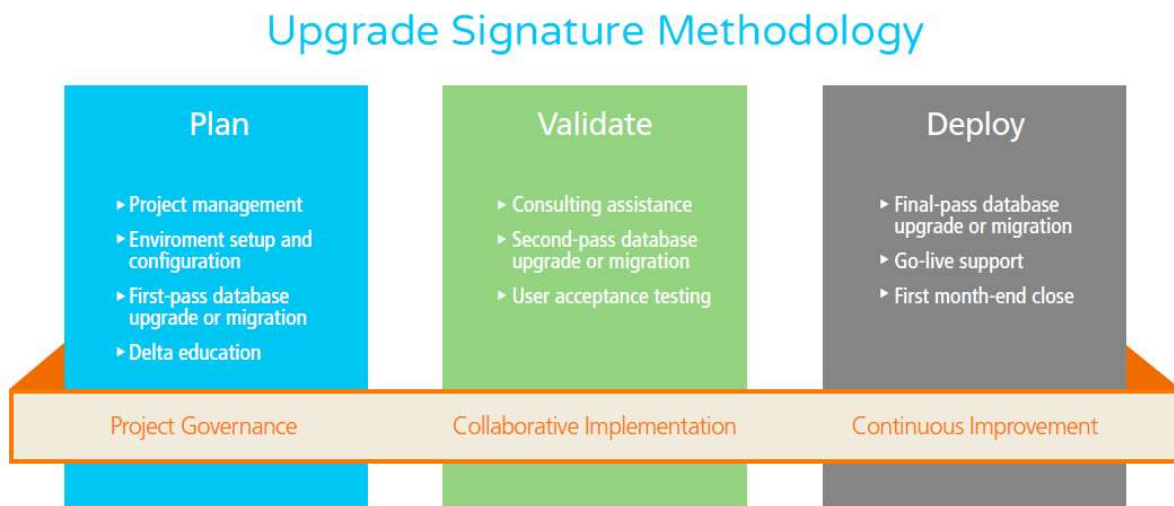 Upgrade Signature Methodology
Plan
▸ Project management
▸ Enviroment setup and
configuration
▸ First-pass database
upgrade or migration
▸ Delta education
Validate
▸ Consulting assistance
▸ Second-pass database
upgrade or migration
▸ User acceptance testing
Deploy
▸ Final-pass database
upgrade or migration
▸ Go-live support
▸ First month-end close
Project Governance
Collaborative Implementation
Continuous Improvement